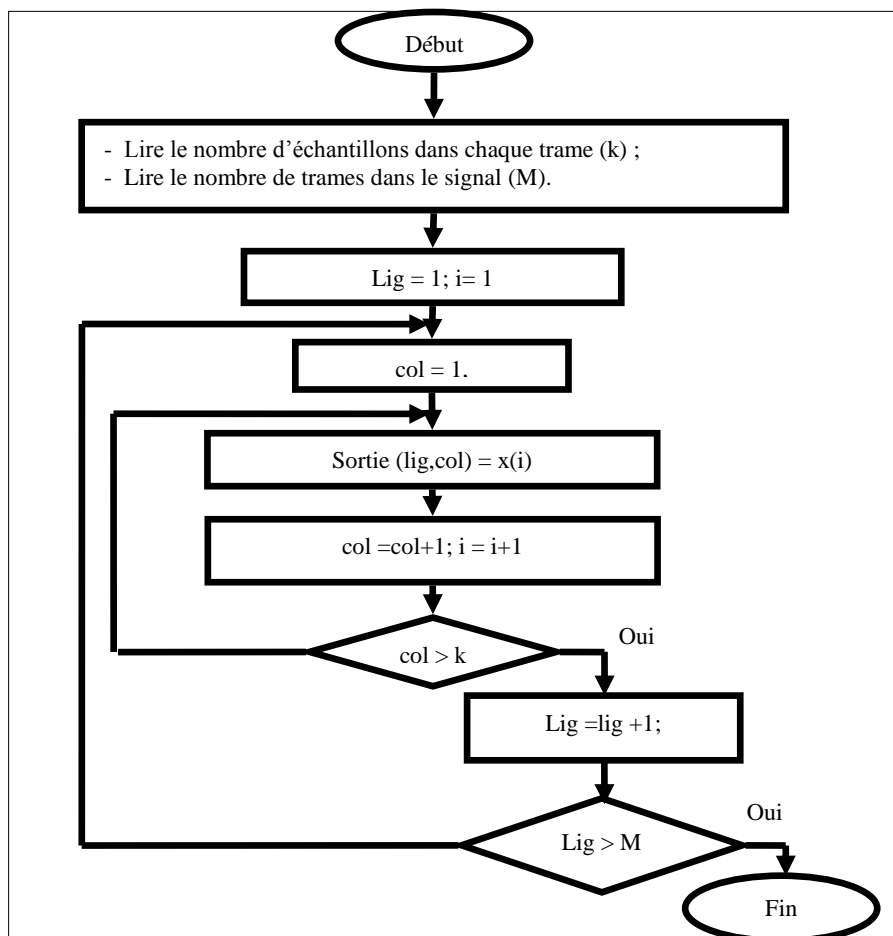 Début
- Lire le nombre d'échantillons dans chaque trame (k) ;
- Lire le nombre de trames dans le signal (M).
Lig = 1; i= 1
col = 1.
Sortie (lig,col) = x(i)
col =col+1; i = i+1
col > k
Oui
Lig =lig +1;
Lig > M
Oui
Fin